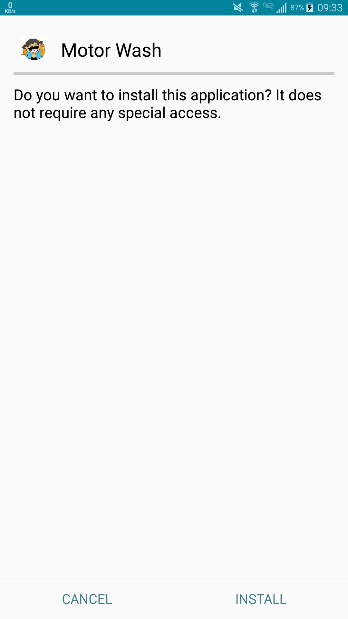 0
KB/s
87%
09:33
Motor Wash
Do you want to install this application? It does
not require any special access.
CANCEL
INSTALL